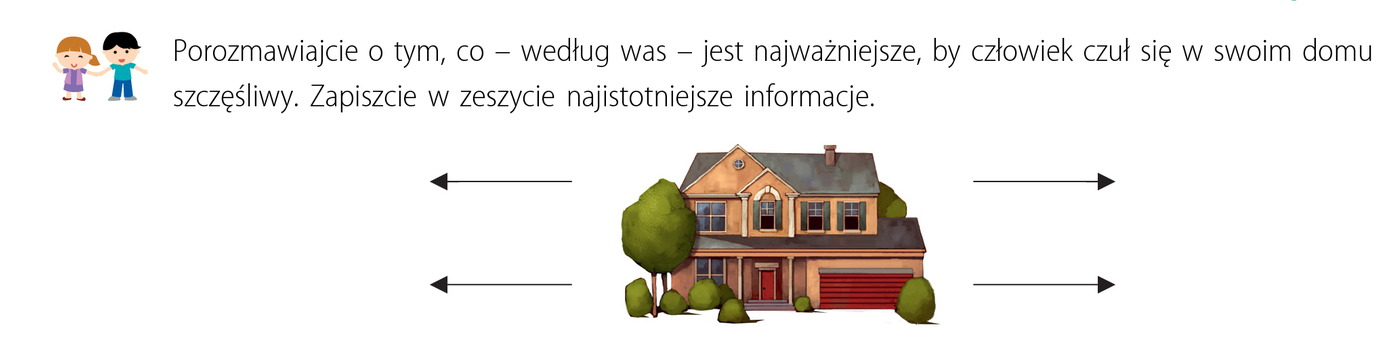 Porozmawiajcie o tym, co – według was – jest najważniejsze, by człowiek czuł się w swoim domu
szczęśliwy. Zapiszcie w zeszycie najistotniejsze informacje.